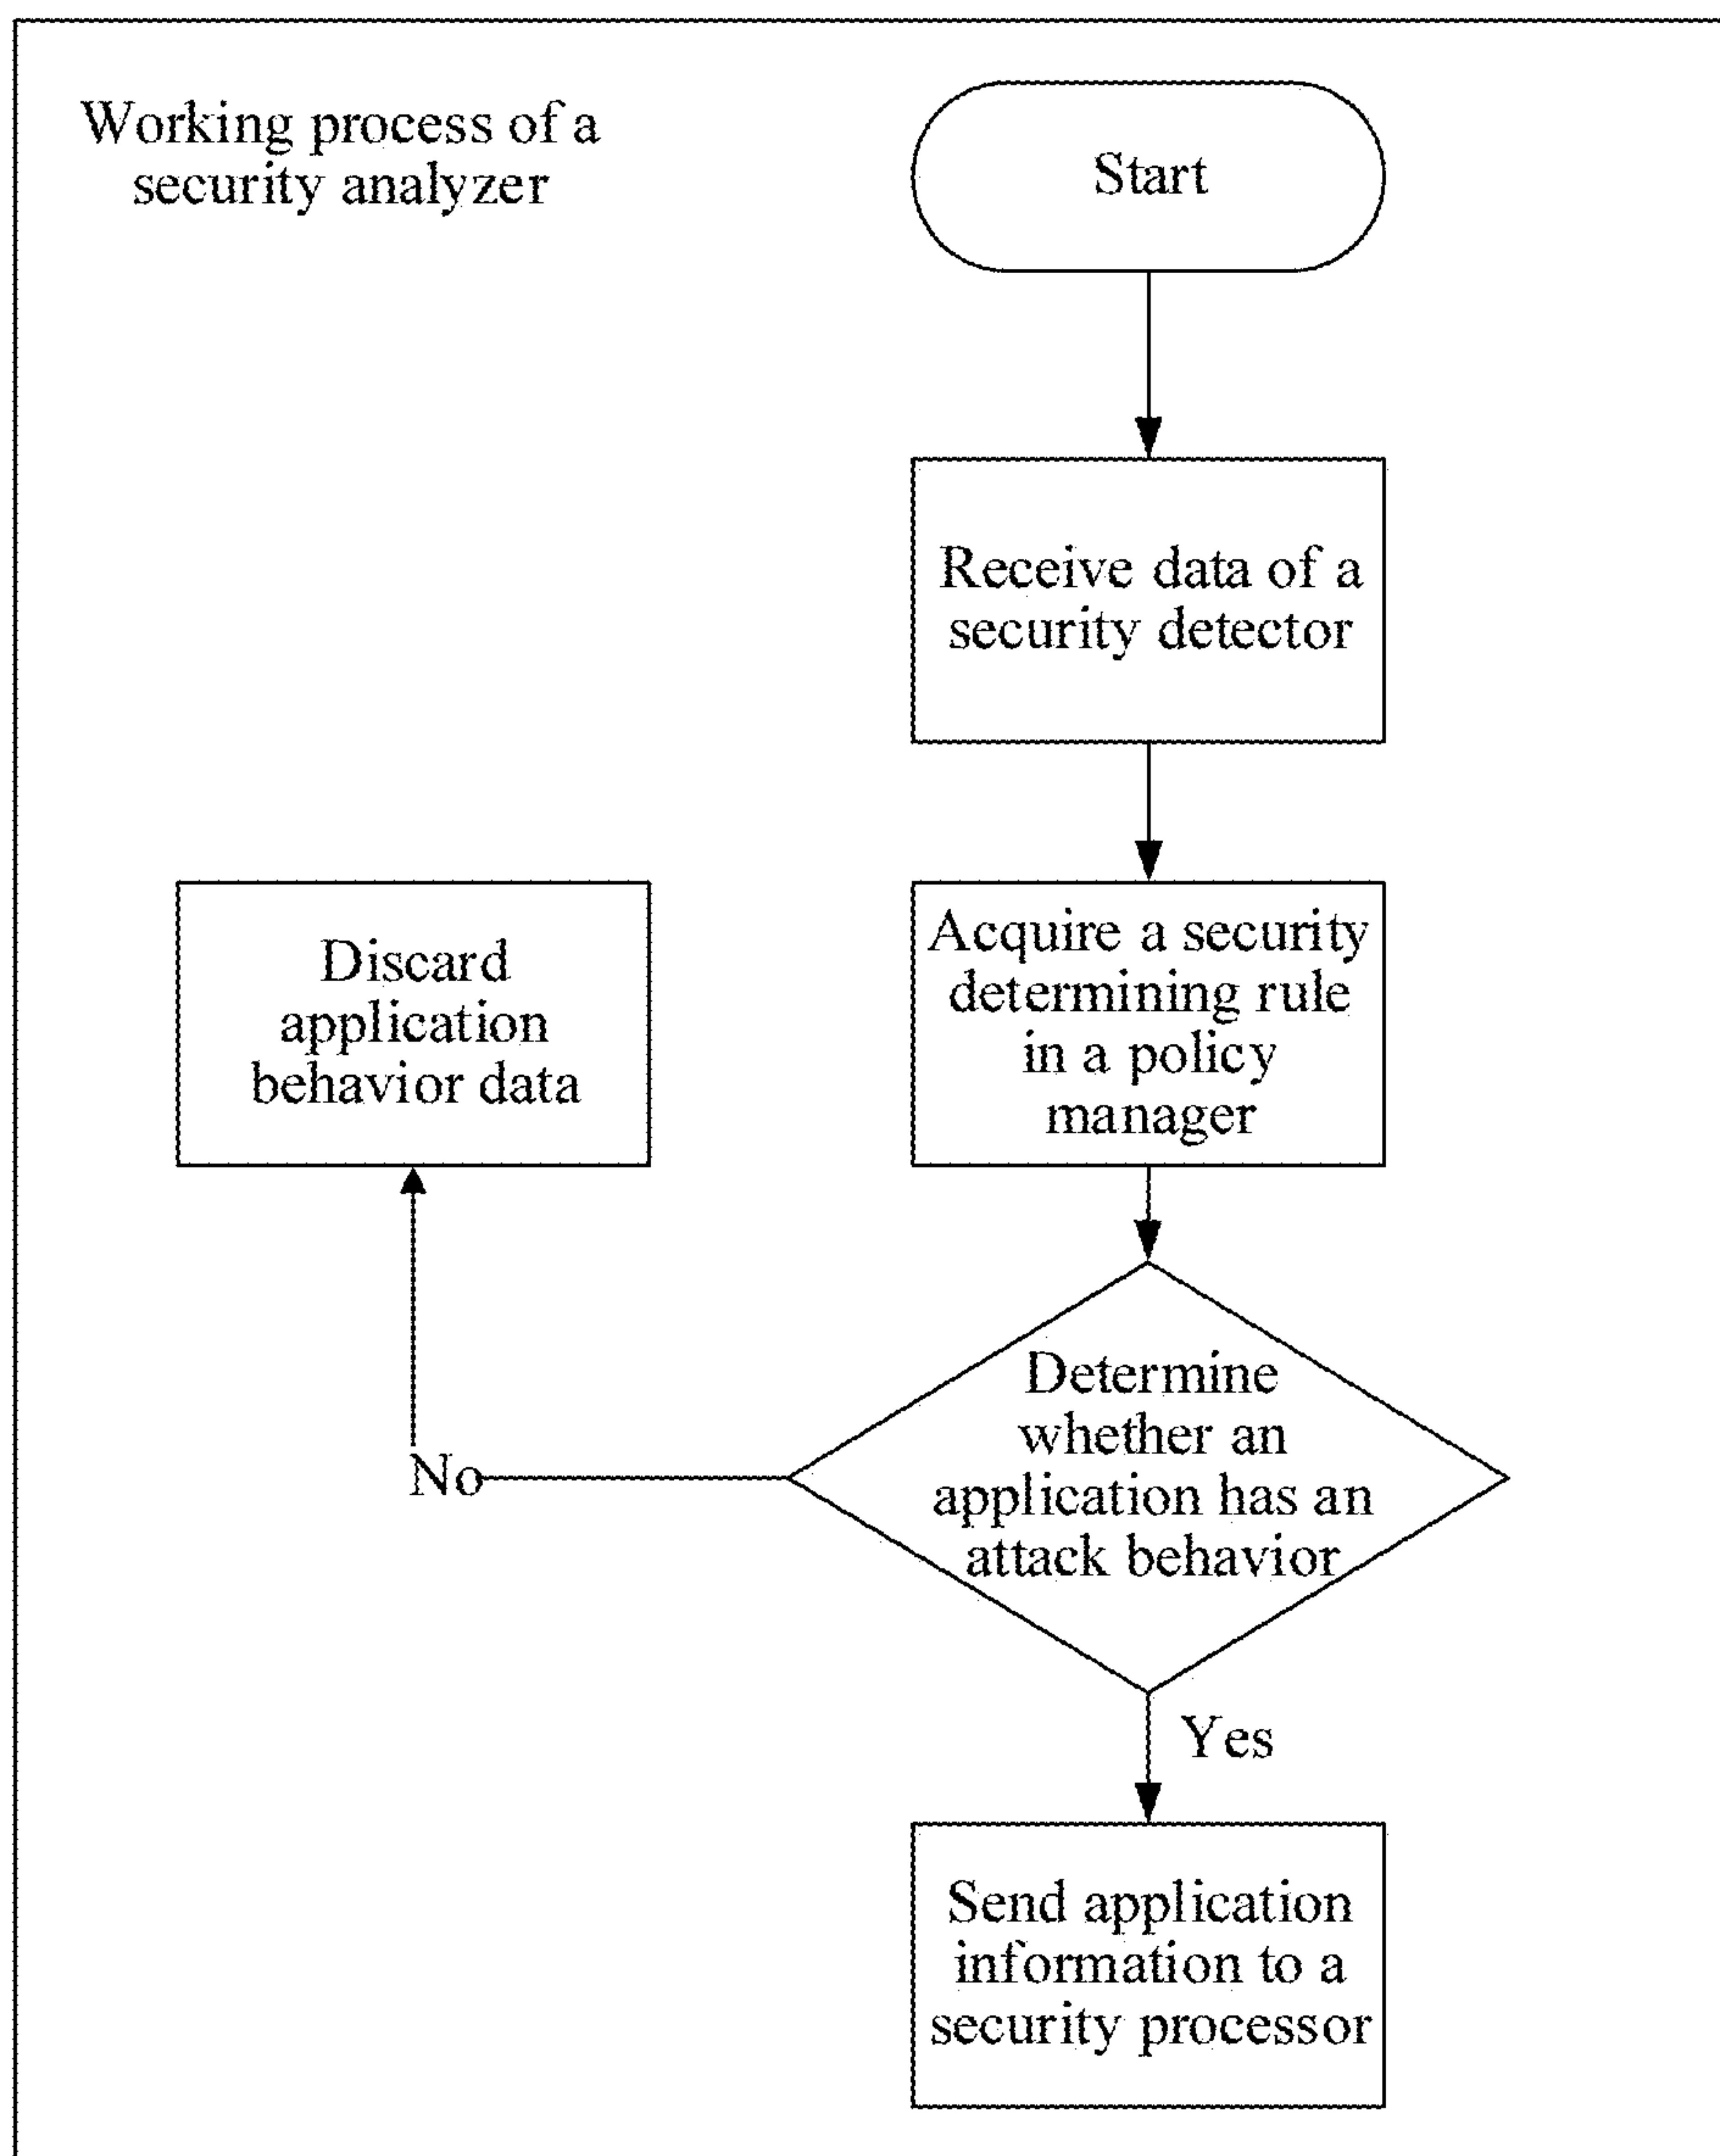 Working process of a
security analyzer
Start
Receive data of a
security detector
Acquire a security
determining rule
in a policy
manager
Discard
application
behavior data
Determine
whether an
application has an
attack behavior
No
Yes
Send application
information to a
security processor